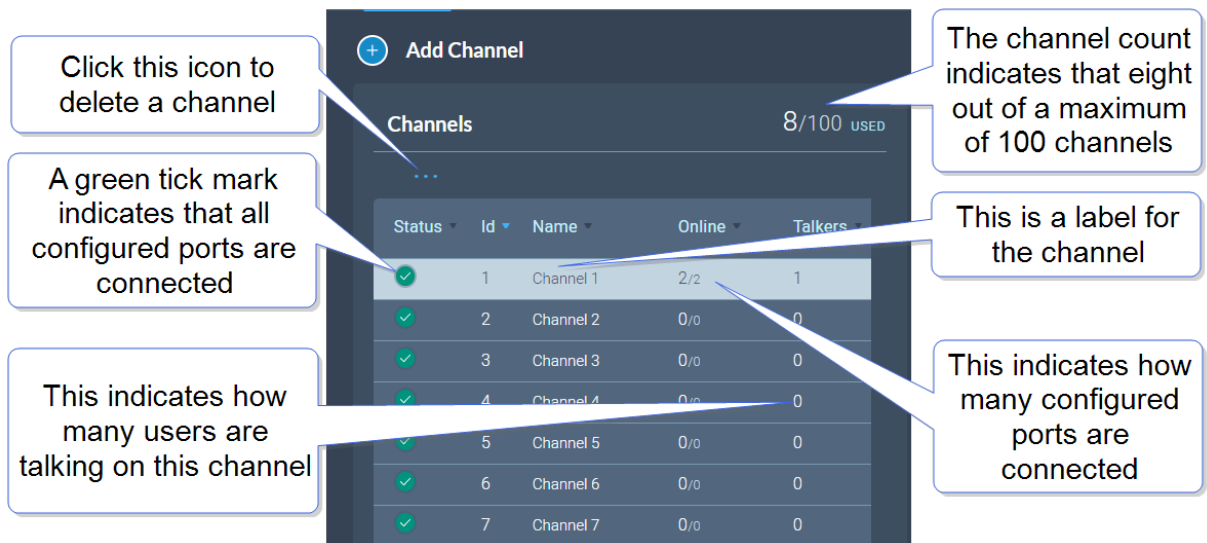 Add Channel
Click this icon to
delete a channel
The channel count
indicates that eight
out of a maximum
of 100 channels
Channels
8/100 USED
...
A green tick mark
indicates that all
configured ports are
connected
This is a label for
the channel
Status Id Name Online Talkers
1 Channel 1 2/2 1
2 Channel 2 0/0 0
3 Channel 3 0/0 0
4 Channel 4 0/0 0
5 Channel 5 0/0 0
6 Channel 6 0/0 0
7 Channel 7 0/0 0
This indicates how
many users are
talking on this channel
This indicates how
many configured
ports are
connected